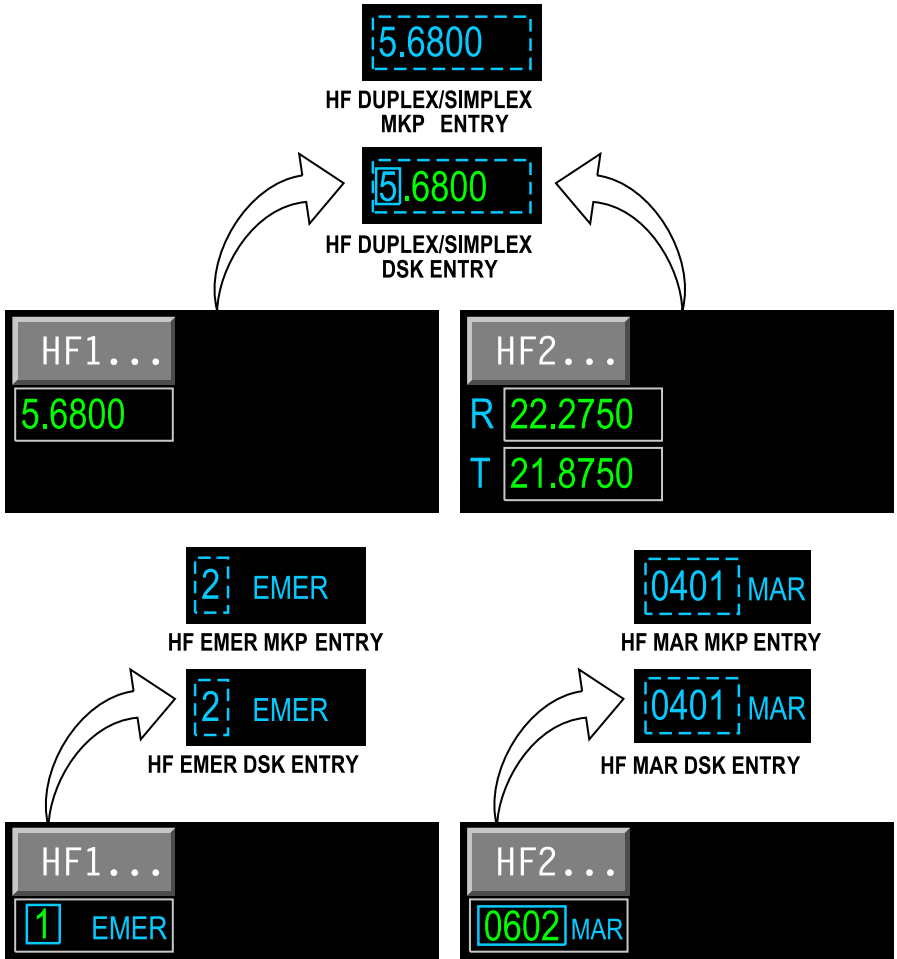 5.6800
HF DUPLEX/SIMPLEX
MKP ENTRY
5.6800
HF DUPLEX/SIMPLEX
DSK ENTRY
HF1...
5.6800
HF2...
R 22.2750
T 21.8750
2 EMER
HF EMER MKP ENTRY
2 EMER
HF EMER DSK ENTRY
0401 MAR
HF MAR MKP ENTRY
0401 MAR
HF MAR DSK ENTRY
HF1...
1 EMER
HF2...
0602 MAR